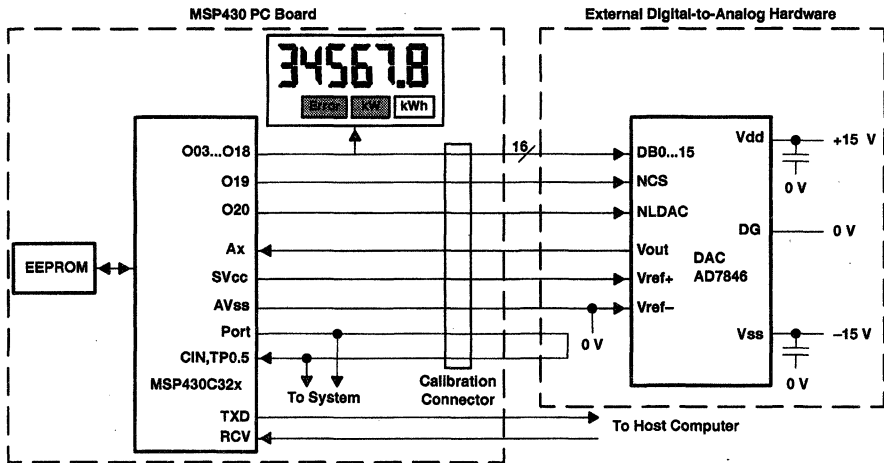 MSP430 PC Board
External Digital-to-Analog Hardware
34567.8
Error kW kWh
O03...O18
16
DB0...15
Vdd
+15 V
0 V
O19
NCS
O20
NLDAC
DG
0 V
EEPROM
Ax
Vout
DAC
AD7846
SVcc
Vref+
AVss
Vref–
0 V
Port
Vss
–15 V
0 V
CIN,TP0.5
MSP430C32x
To System
Calibration
Connector
TXD
RCV
To Host Computer